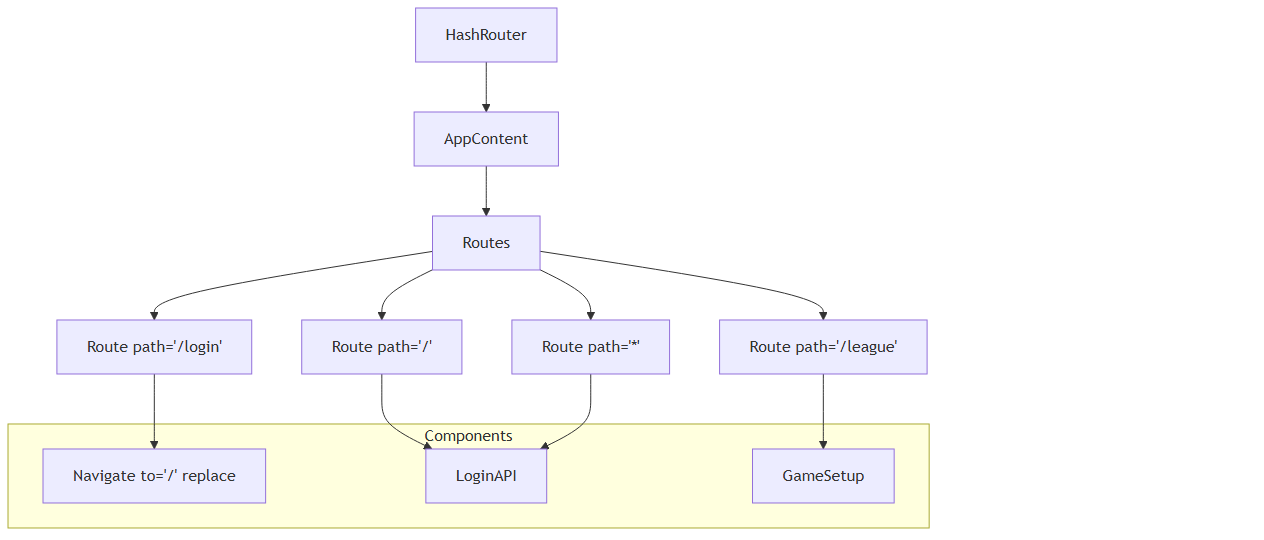 HashRouter
AppContent
Routes
Route path='/login'
Route path='/'
Route path='*'
Route path='/league'
Components
Navigate to='/' replace
LoginAPI
GameSetup